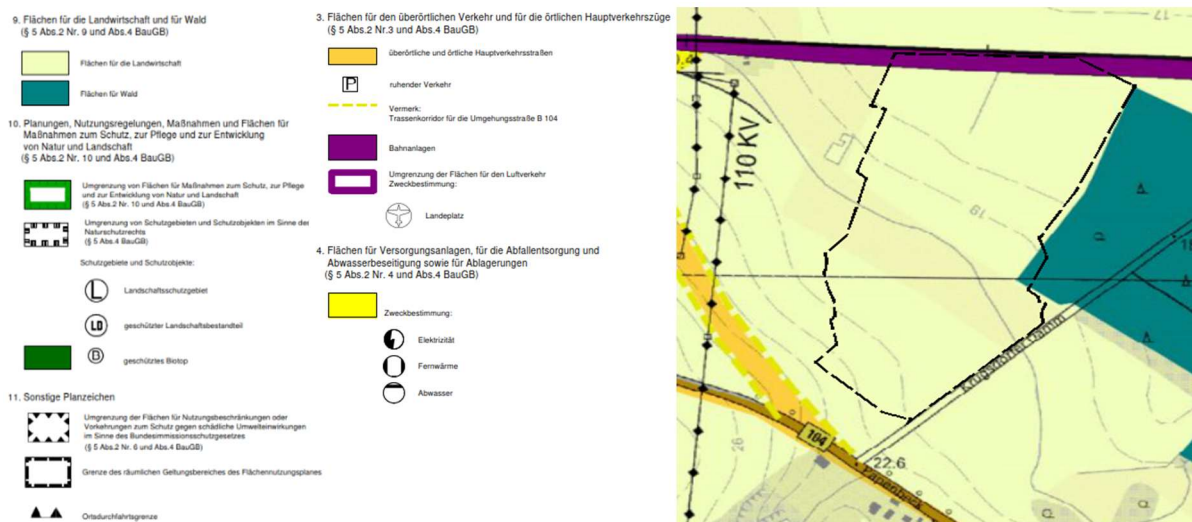 9. Flächen für die Landwirtschaft und für Wald
(§ 5 Abs.2 Nr. 9 und Abs.4 BauGB)
Flächen für die Landwirtschaft
Flächen für Wald
10. Planungen, Nutzungsregelungen, Maßnahmen und Flächen für
Maßnahmen zum Schutz, zur Pflege und zur Entwicklung
von Natur und Landschaft
(§ 5 Abs.2 Nr. 10 und Abs.4 BauGB)
Umgrenzung von Flächen für Maßnahmen zum Schutz, zur Pflege
und zur Entwicklung von Natur und Landschaft
(§ 5 Abs.2 Nr. 10 und Abs.4 BauGB)
Umgrenzung von Schutzgebieten und Schutzobjekten im Sinne des
Naturschutzrechts
(§ 5 Abs.4 BauGB)
Schutzgebiete und Schutzobjekte:
L Landschaftsschutzgebiet
LB geschützter Landschaftsbestandteil
B geschütztes Biotop
11. Sonstige Planzeichen
Umgrenzung der Flächen für Nutzungsbeschränkungen oder
Vorkehrungen zum Schutz gegen schädliche Umwelteinwirkungen
im Sinne des Bundesimmissionsschutzgesetzes
(§ 5 Abs.2 Nr. 6 und Abs.4 BauGB)
Grenze des räumlichen Geltungsbereiches des Flächennutzungsplanes
Ortsdurchfahrtsgrenze
3. Flächen für den überörtlichen Verkehr und für die örtlichen Hauptverkehrszüge
(§ 5 Abs.2 Nr.3 und Abs.4 BauGB)
überörtliche und örtliche Hauptverkehrsstraßen
P ruhender Verkehr
Vermerk:
Trassenkorridor für die Umgehungsstraße B 104
Bahnanlagen
Umgrenzung der Flächen für den Luftverkehr
Zweckbestimmung:
Landeplatz
4. Flächen für Versorgungsanlagen, für die Abfallentsorgung und
Abwasserbeseitigung sowie für Ablagerungen
(§ 5 Abs.2 Nr. 4 und Abs.4 BauGB)
Zweckbestimmung:
Elektrizität
Fernwärme
Abwasser
17
110 KV
19
18
Krugsdorfer Damm
26
104
22.6
Papenbeck